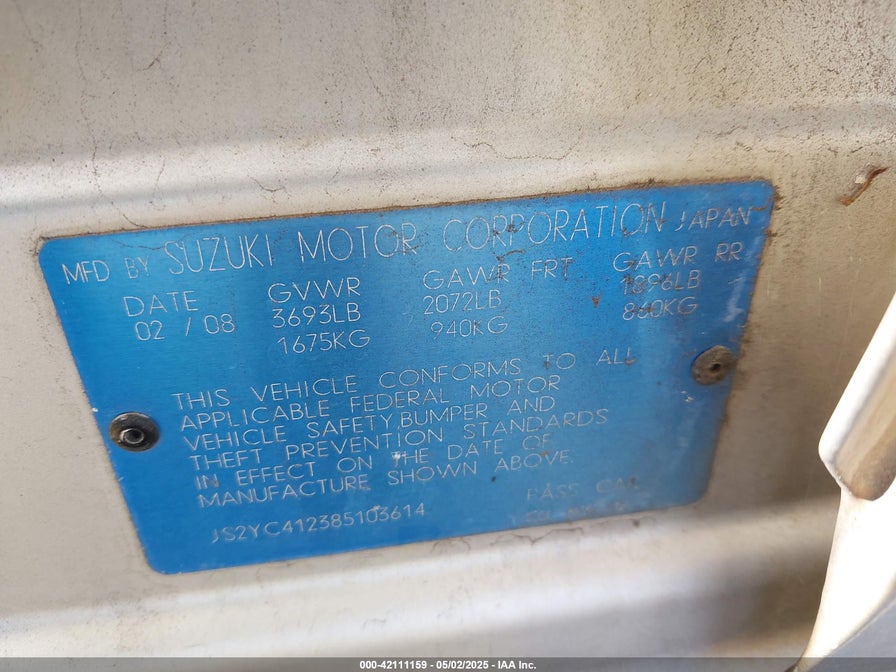 MFD BY SUZUKI MOTOR CORPORATION JAPAN
DATE GVWR GAWR FRT GAWR RR
02 / 08 3693LB 2072LB 1896LB
1675KG 940KG 860KG
THIS VEHICLE CONFORMS TO ALL
APPLICABLE FEDERAL MOTOR
VEHICLE SAFETY,BUMPER AND
THEFT PREVENTION STANDARDS
IN EFFECT ON THE DATE OF
MANUFACTURE SHOWN ABOVE.
JS2YC412385103614 PASS CAR
000-42111159 - 05/02/2025 - IAA Inc.